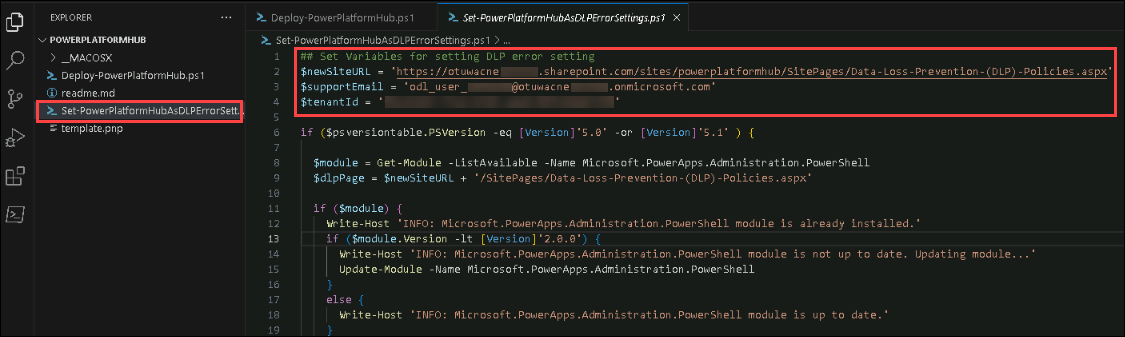 EXPLORER
...
POWERPLATFORMHUB
__MACOSX
Deploy-PowerPlatformHub.ps1
readme.md
Set-PowerPlatformHubAsDLPErrorSett...
template.pnp
Deploy-PowerPlatformHub.ps1
Set-PowerPlatformHubAsDLPErrorSettings.ps1
Set-PowerPlatformHubAsDLPErrorSettings.ps1 > ...
1 ## Set Variables for setting DLP error setting
2 $newSiteURL = 'https://otuwacne .sharepoint.com/sites/powerplatformhub/SitePages/Data-Loss-Prevention-(DLP)-Policies.aspx'
3 $supportEmail = 'odl_user_ @otuwacne .onmicrosoft.com'
4 $tenantId = ' '
5
6 if ($psversiontable.PSVersion -eq [Version]'5.0' -or [Version]'5.1' ) {
7
8 $module = Get-Module -ListAvailable -Name Microsoft.PowerApps.Administration.PowerShell
9 $dlpPage = $newSiteURL + '/SitePages/Data-Loss-Prevention-(DLP)-Policies.aspx'
10
11 if ($module) {
12 Write-Host 'INFO: Microsoft.PowerApps.Administration.PowerShell module is already installed.'
13 if ($module.Version -lt [Version]'2.0.0') {
14 Write-Host 'INFO: Microsoft.PowerApps.Administration.PowerShell module is not up to date. Updating module...'
15 Update-Module -Name Microsoft.PowerApps.Administration.PowerShell
16 }
17 else {
18 Write-Host 'INFO: Microsoft.PowerApps.Administration.PowerShell module is up to date.'
19 }